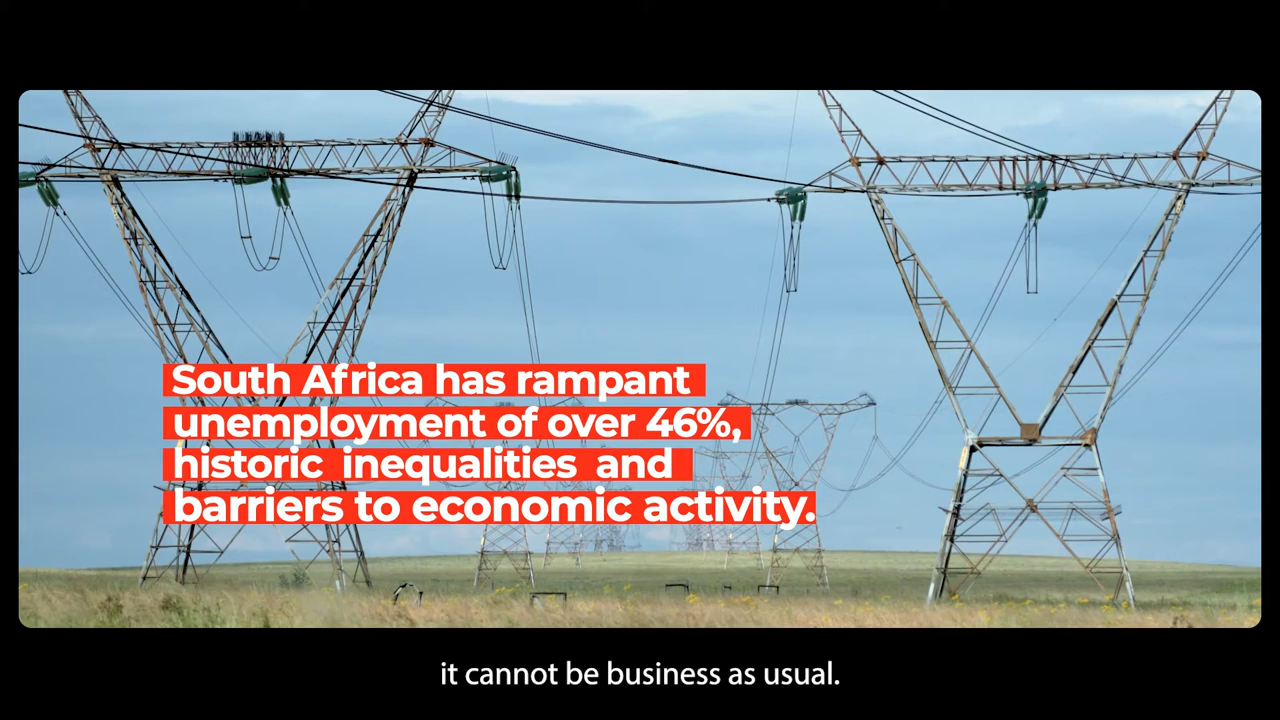 South Africa has rampant
unemployment of over 46%,
historic inequalities and
barriers to economic activity.
it cannot be business as usual.